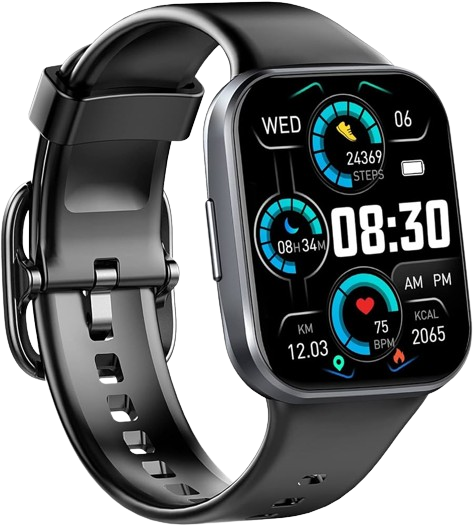 WED
06
24369
STEPS
08H34M
08:30
AM PM
KM
12.03
75
BPM
KCAL
2065